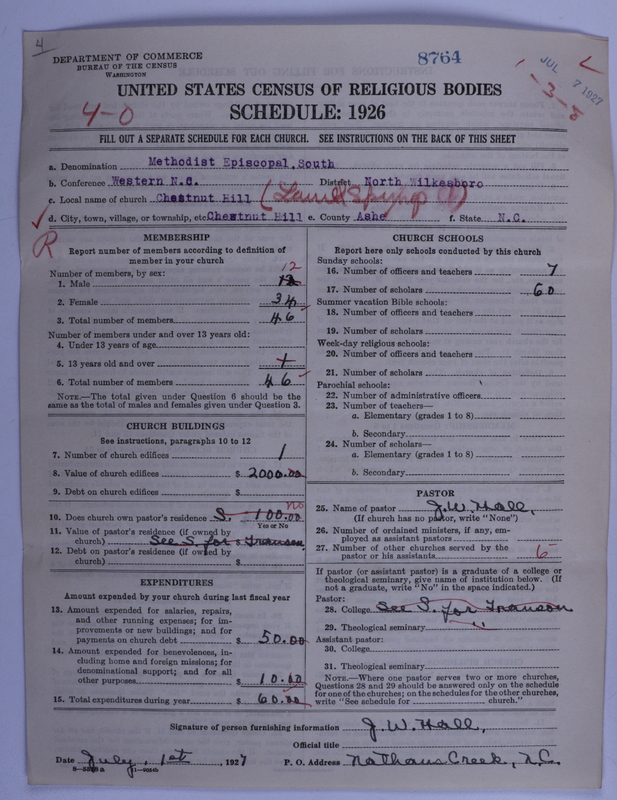 4
DEPARTMENT OF COMMERCE
BUREAU OF THE CENSUS
WASHINGTON
8764
JUL 7 1927
1-3-8
4-0
UNITED STATES CENSUS OF RELIGIOUS BODIES
SCHEDULE: 1926
FILL OUT A SEPARATE SCHEDULE FOR EACH CHURCH. SEE INSTRUCTIONS ON THE BACK OF THIS SHEET
a. Denomination Methodist Episcopal, South
b. Conference Western N.C. District North Wilkesboro
c. Local name of church Chestnut Hill (Laurel Springs
d. City, town, village, or township, etc Chestnut Hill e. County Ashe f. State N.C.
R
MEMBERSHIP
Report number of members according to definition of
member in your church
Number of members, by sex:
12
1. Male 12
2. Female 34
3. Total number of members 46
Number of members under and over 13 years old:
4. Under 13 years of age
5. 13 years old and over
6. Total number of members 46
NOTE.—The total given under Question 6 should be the
same as the total of males and females given under Question 3.
CHURCH BUILDINGS
See instructions, paragraphs 10 to 12
7. Number of church edifices 1
8. Value of church edifices $ 2000.00
9. Debt on church edifices $
no
10. Does church own pastor's residence S. 100.00
Yes or No
11. Value of pastor's residence (if owned by
church) See S. for $ Transon
12. Debt on pastor's residence (if owned by
church) $
EXPENDITURES
Amount expended by your church during last fiscal year
13. Amount expended for salaries, repairs,
and other running expenses; for im-
provements or new buildings; and for
payments on church debt $ 50.00
14. Amount expended for benevolences, in-
cluding home and foreign missions; for
denominational support; and for all
other purposes $ 10.00
15. Total expenditures during year $ 60.00
CHURCH SCHOOLS
Report here only schools conducted by this church
Sunday schools:
16. Number of officers and teachers 7
17. Number of scholars 60
Summer vacation Bible schools:
18. Number of officers and teachers
19. Number of scholars
Week-day religious schools:
20. Number of officers and teachers
21. Number of scholars
Parochial schools:
22. Number of administrative officers
23. Number of teachers—
a. Elementary (grades 1 to 8)
b. Secondary
24. Number of scholars—
a. Elementary (grades 1 to 8)
b. Secondary
PASTOR
25. Name of pastor J. W. Hall,
(If church has no pastor, write "None")
26. Number of ordained ministers, if any, em-
ployed as assistant pastors
27. Number of other churches served by the
pastor or his assistants 6
If pastor (or assistant pastor) is a graduate of a college or
theological seminary, give name of institution below. (If
not a graduate, write "No" in the space indicated.)
Pastor:
28. College See S. for Transon
29. Theological seminary "
Assistant pastor:
30. College
31. Theological seminary
NOTE.—Where one pastor serves two or more churches,
Questions 28 and 29 should be answered only on the schedule
for one of the churches; on the schedules for the other churches,
write "See schedule for church."
Signature of person furnishing information J. W. Hall,
Official title
Date July, 1st, 1927 P. O. Address Nathans Creek, N.C.